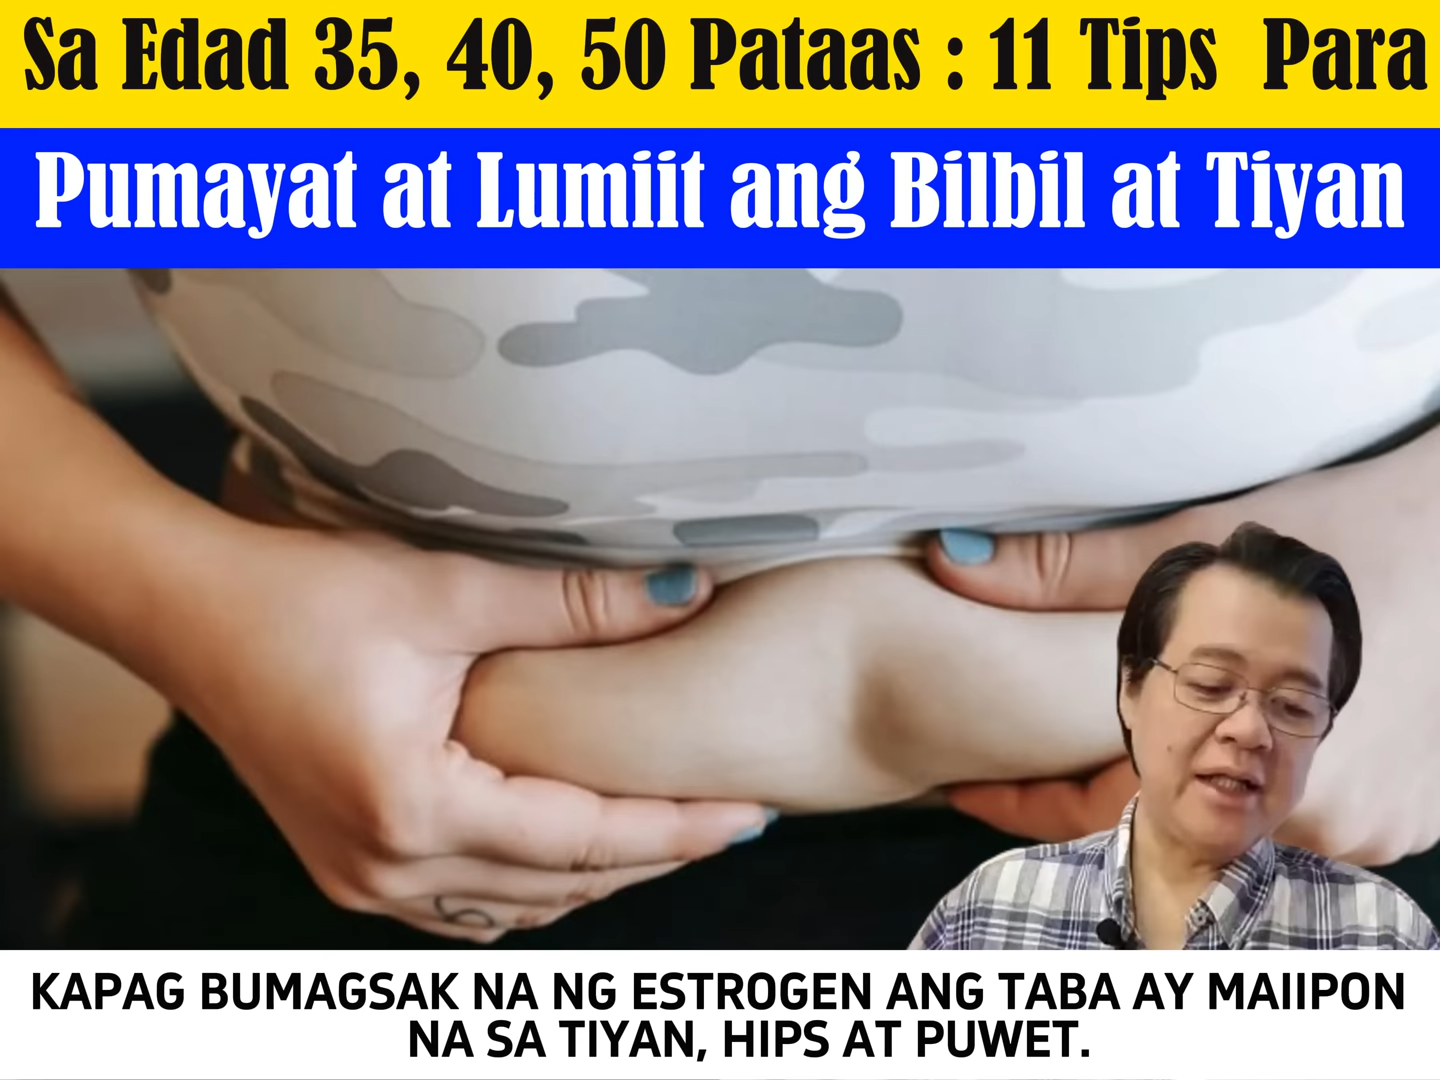 Sa Edad 35, 40, 50 Pataas : 11 Tips Para
Pumayat at Lumiit ang Bilbil at Tiyan
KAPAG BUMAGSAK NA NG ESTROGEN ANG TABA AY MAIIPON
NA SA TIYAN, HIPS AT PUWET.